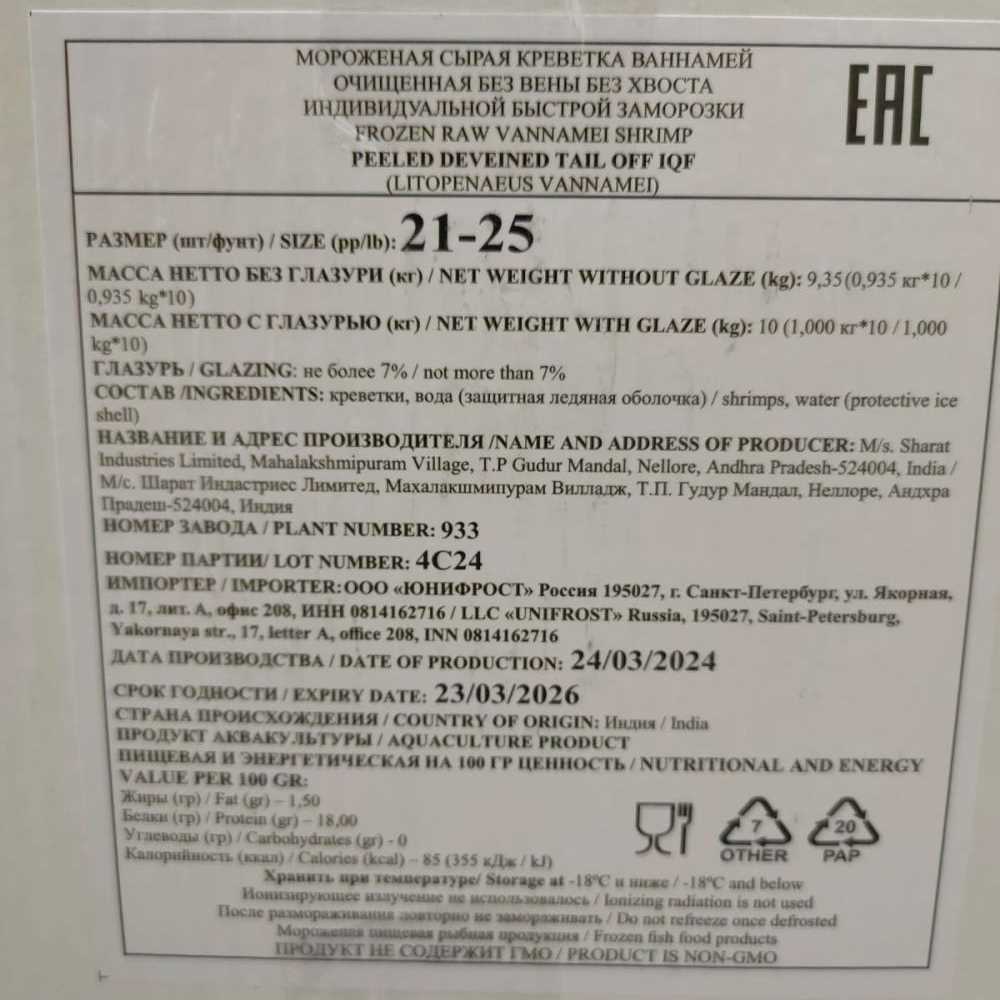 МОРОЖЕНАЯ СЫРАЯ КРЕВЕТКА ВАННАМЕЙ
ОЧИЩЕННАЯ БЕЗ ВЕНЫ БЕЗ ХВОСТА
ИНДИВИДУАЛЬНОЙ БЫСТРОЙ ЗАМОРОЗКИ
FROZEN RAW VANNAMEI SHRIMP
PEELED DEVEINED TAIL OFF IQF
(LITOPENAEUS VANNAMEI)
EAC
РАЗМЕР (шт/фунт) / SIZE (pp/lb): 21-25
МАССА НЕТТО БЕЗ ГЛАЗУРИ (кг) / NET WEIGHT WITHOUT GLAZE (kg): 9,35(0,935 кг*10 /
0,935 kg*10)
МАССА НЕТТО С ГЛАЗУРЬЮ (кг) / NET WEIGHT WITH GLAZE (kg): 10 (1,000 кг*10 / 1,000
kg*10)
ГЛАЗУРЬ / GLAZING: не более 7% / not more than 7%
СОСТАВ /INGREDIENTS: креветки, вода (защитная ледяная оболочка) / shrimps, water (protective ice
shell)
НАЗВАНИЕ И АДРЕС ПРОИЗВОДИТЕЛЯ /NAME AND ADDRESS OF PRODUCER: M/s. Sharat
Industries Limited, Mahalakshmipuram Village, T.P Gudur Mandal, Nellore, Andhra Pradesh-524004, India /
М/с. Шарат Индастриес Лимитед, Махалакшмипурам Вилладж, Т.П. Гудур Мандал, Неллоре, Андхра
Прадеш-524004, Индия
НОМЕР ЗАВОДА / PLANT NUMBER: 933
НОМЕР ПАРТИИ/ LOT NUMBER: 4C24
ИМПОРТЕР / IMPORTER: ООО «ЮНИФРОСТ» Россия 195027, г. Санкт-Петербург, ул. Якорная,
д. 17, лит. А, офис 208, ИНН 0814162716 / LLC «UNIFROST» Russia, 195027, Saint-Petersburg,
Yakornaya str., 17, letter A, office 208, INN 0814162716
ДАТА ПРОИЗВОДСТВА / DATE OF PRODUCTION: 24/03/2024
СРОК ГОДНОСТИ / EXPIRY DATE: 23/03/2026
СТРАНА ПРОИСХОЖДЕНИЯ / COUNTRY OF ORIGIN: Индия / India
ПРОДУКТ АКВАКУЛЬТУРЫ / AQUACULTURE PRODUCT
ПИЩЕВАЯ И ЭНЕРГЕТИЧЕСКАЯ НА 100 ГР ЦЕННОСТЬ / NUTRITIONAL AND ENERGY
VALUE PER 100 GR:
Жиры (гр) / Fat (gr) – 1,50
Белки (гр) / Protein (gr) – 18,00
Углеводы (гр) / Carbohydrates (gr) - 0
Калорийность (ккал) / Calories (kcal) – 85 (355 кДж / kJ)
7
OTHER
20
PAP
Хранить при температуре/ Storage at -18°C и ниже / -18°C and below
Ионизирующее излучение не использовалось / Ionizing radiation is not used
После размораживания повторно не замораживать / Do not refreeze once defrosted
Мороженая пищевая рыбная продукция / Frozen fish food products
ПРОДУКТ НЕ СОДЕРЖИТ ГМО / PRODUCT IS NON-GMO